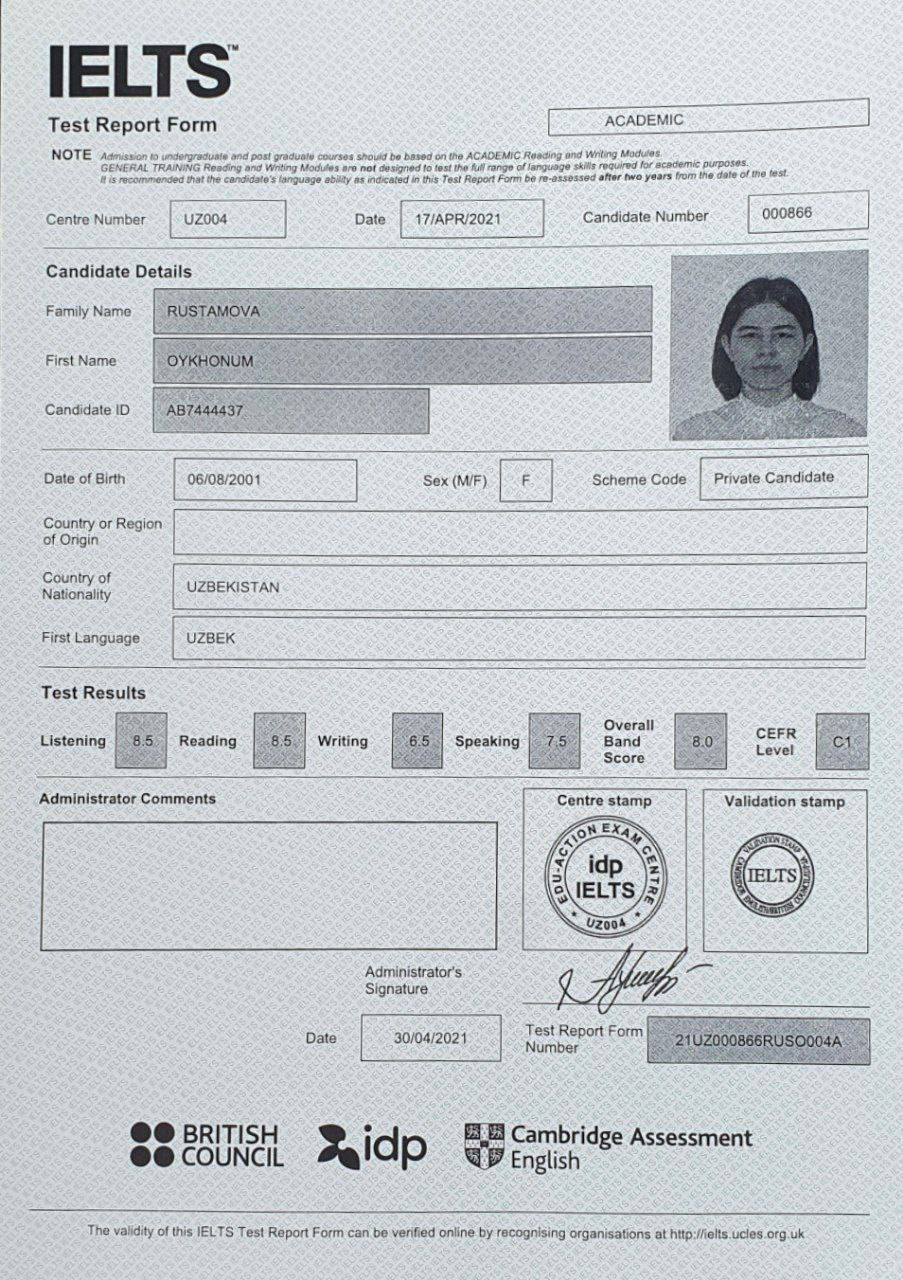 IELTS™
Test Report Form
ACADEMIC
NOTE Admission to undergraduate and post graduate courses should be based on the ACADEMIC Reading and Writing Modules.
GENERAL TRAINING Reading and Writing Modules are not designed to test the full range of language skills required for academic purposes.
It is recommended that the candidate's language ability as indicated in this Test Report Form be re-assessed after two years from the date of the test.
Centre Number UZ004 Date 17/APR/2021 Candidate Number 000866
Candidate Details
Family Name RUSTAMOVA
First Name OYKHONUM
Candidate ID AB7444437
Date of Birth 06/08/2001 Sex (M/F) F Scheme Code Private Candidate
Country or Region
of Origin
Country of
Nationality UZBEKISTAN
First Language UZBEK
Test Results
Listening 8.5 Reading 8.5 Writing 6.5 Speaking 7.5 Overall Band Score 8.0 CEFR Level C1
Administrator Comments
Centre stamp
EDU-ACTION EXAM CENTRE
idp
IELTS
* UZ004 *
Validation stamp
VALIDATION STAMP
IELTS
Administrator's
Signature
Date 30/04/2021
Test Report Form
Number 21UZ000866RUSO004A
BRITISH
COUNCIL
idp
Cambridge Assessment
English
The validity of this IELTS Test Report Form can be verified online by recognising organisations at http://ielts.ucles.org.uk